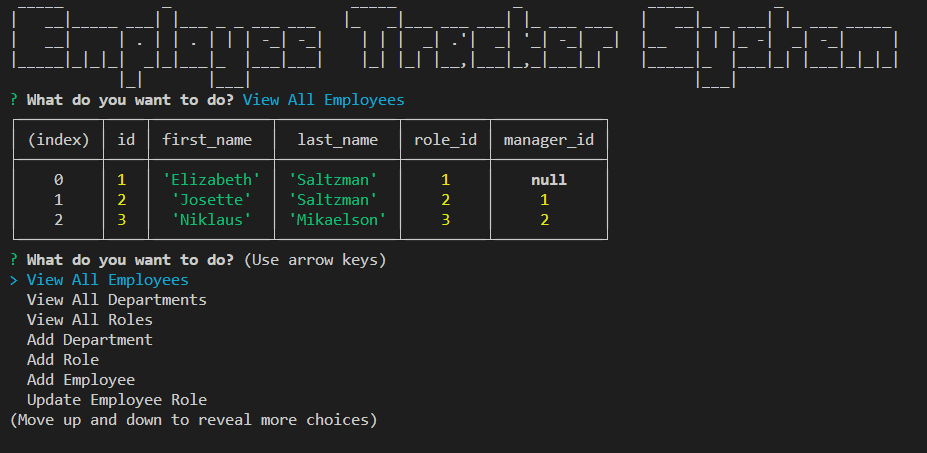 Employee Tracker System
? What do you want to do? View All Employees
(index) id first_name last_name role_id manager_id
0 1 'Elizabeth' 'Saltzman' 1 null
1 2 'Josette' 'Saltzman' 2 1
2 3 'Niklaus' 'Mikaelson' 3 2
? What do you want to do? (Use arrow keys)
> View All Employees
View All Departments
View All Roles
Add Department
Add Role
Add Employee
Update Employee Role
(Move up and down to reveal more choices)